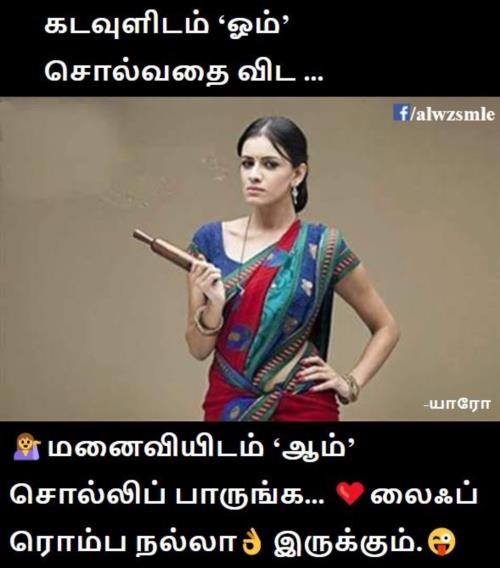 கடவுளிடம் ‘ஓம்’
சொல்வதை விட ...
f/alwzsmle
-யாரோ
🤷‍♀️ மனைவியிடம் ‘ஆம்’
சொல்லிப் பாருங்க... ❤️ லைஃப்
ரொம்ப நல்லா👌 இருக்கும்.😜